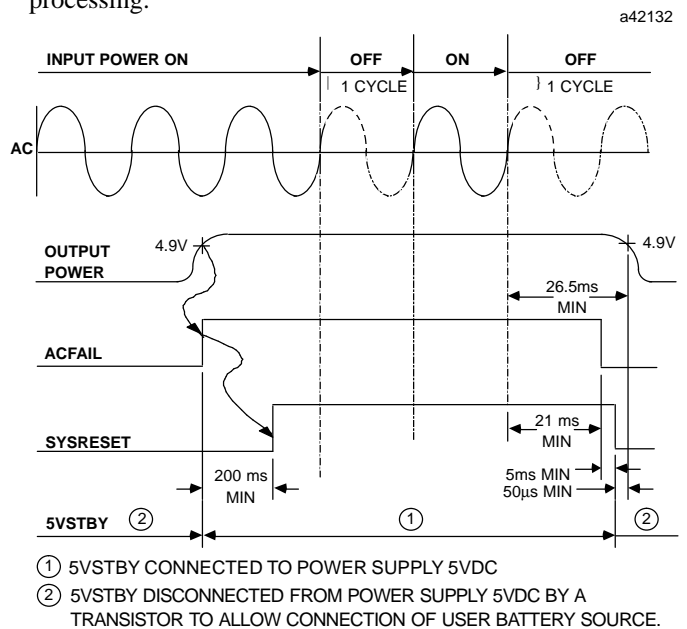 processing.
a42132
INPUT POWER ON
OFF
ON
OFF
1 CYCLE
} 1 CYCLE
AC
4.9V
4.9V
OUTPUT
POWER
26.5ms
MIN
ACFAIL
21 ms
MIN
SYSRESET
200 ms
MIN
5ms MIN
50µs MIN
5VSTBY
2
1
2
1 5VSTBY CONNECTED TO POWER SUPPLY 5VDC
2 5VSTBY DISCONNECTED FROM POWER SUPPLY 5VDC BY A
TRANSISTOR TO ALLOW CONNECTION OF USER BATTERY SOURCE.